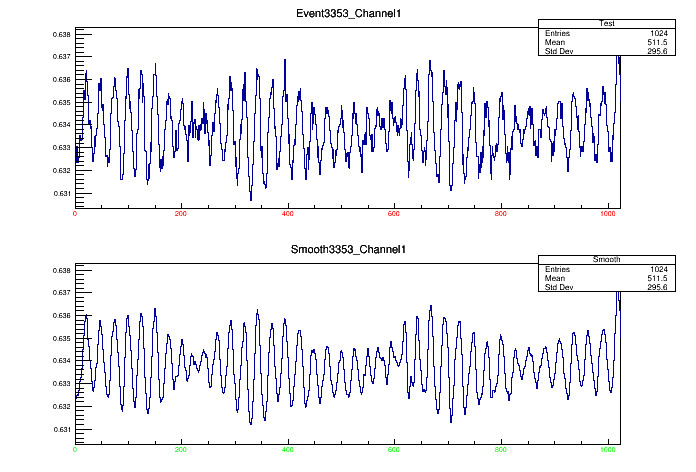 Event3353_Channel1
Test
Entries 1024
Mean 511.5
Std Dev 295.6
0.638
0.637
0.636
0.635
0.634
0.633
0.632
0.631
0 200 400 600 800 1000
Smooth3353_Channel1
Smooth
Entries 1024
Mean 511.5
Std Dev 295.6
0.638
0.637
0.636
0.635
0.634
0.633
0.632
0.631
0 200 400 600 800 1000